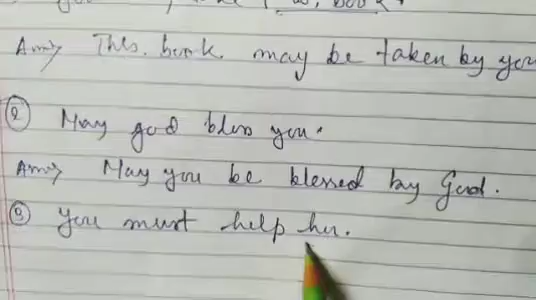 Ans⇒ This book may be taken by you
② May god bless you.
Ans⇒ May you be blessed by God.
③ You must help her.